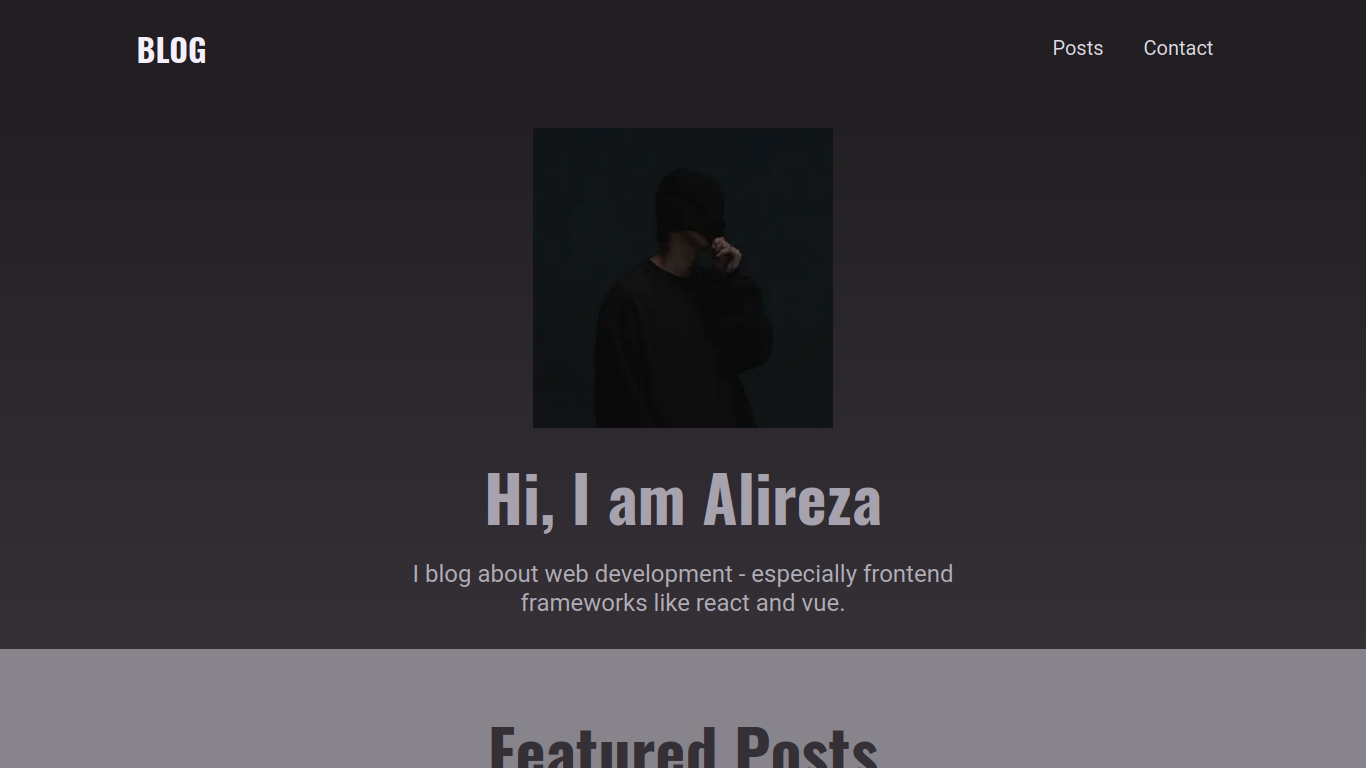 BLOG
Posts
Contact
Hi, I am Alireza
I blog about web development - especially frontend
frameworks like react and vue.
Featured Posts